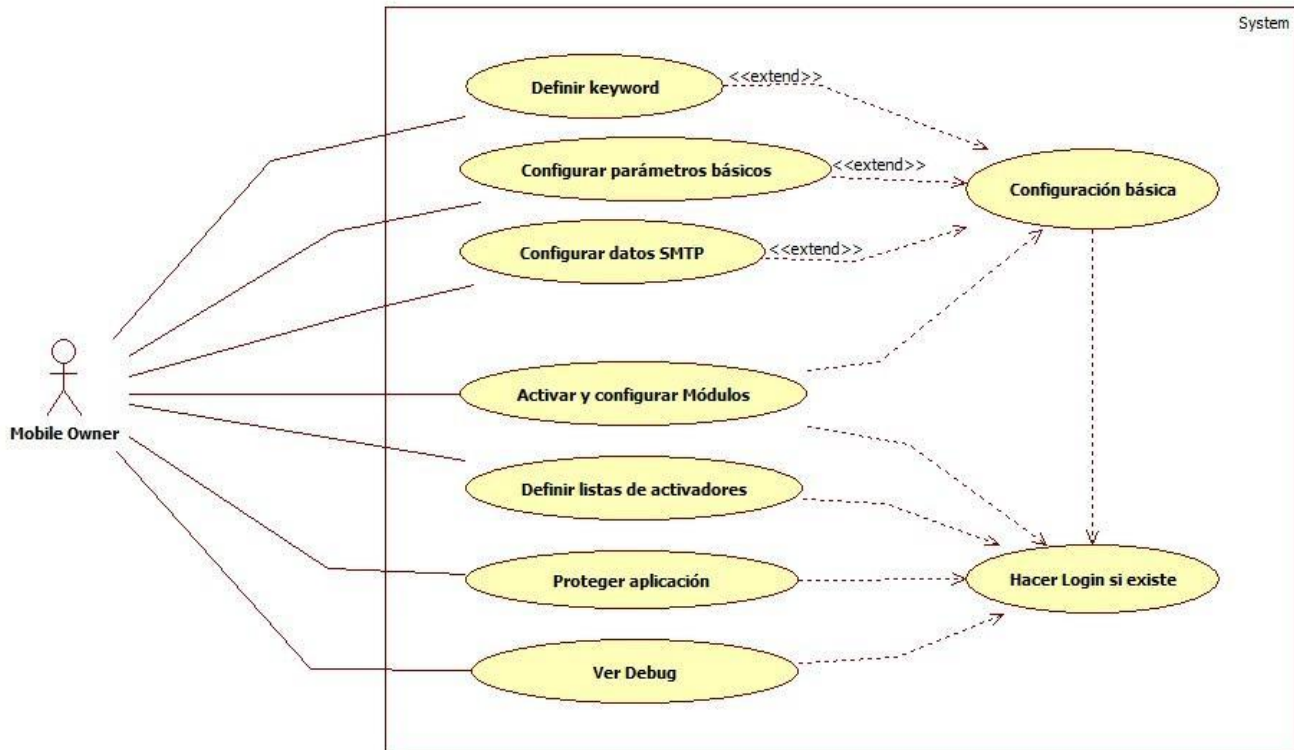 System
Definir keyword
<<extend>>
Configurar parámetros básicos
<<extend>>
Configuración básica
Configurar datos SMTP
<<extend>>
Activar y configurar Módulos
Mobile Owner
Definir listas de activadores
Proteger aplicación
Hacer Login si existe
Ver Debug